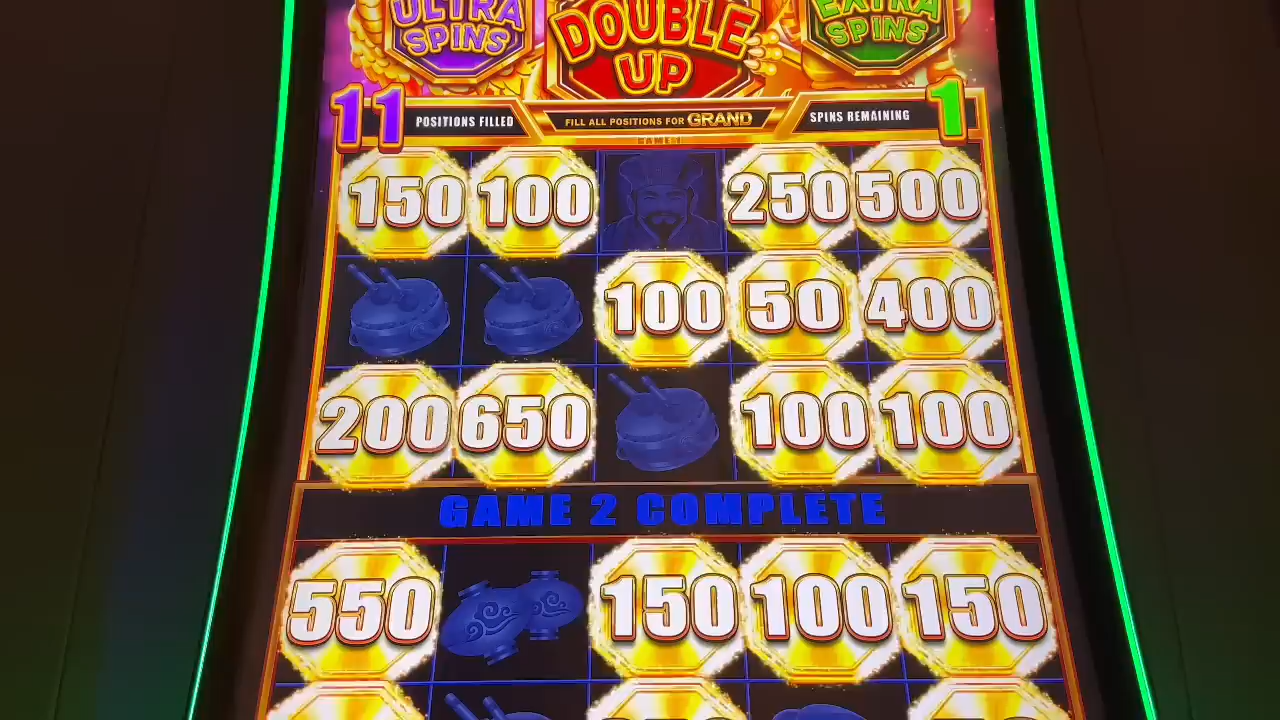 ULTRA SPINS
DOUBLE UP
EXTRA SPINS
11 POSITIONS FILLED
FILL ALL POSITIONS FOR GRAND
SPINS REMAINING 1
150 100 250 500
100 50 400
200 650 100 100
GAME 2 COMPLETE
550 150 100 150